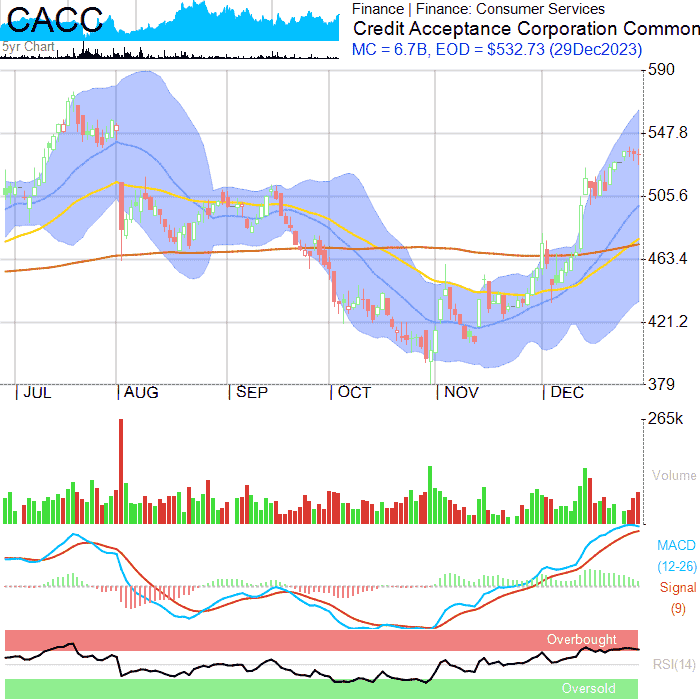 CACC
5yr Chart
Finance | Finance: Consumer Services
Credit Acceptance Corporation Common
MC = 6.7B, EOD = $532.73 (29Dec2023)
590
547.8
505.6
463.4
421.2
379
JUL AUG SEP OCT NOV DEC
265k
Volume
MACD
(12-26)
Signal
(9)
Overbought
RSI(14)
Oversold